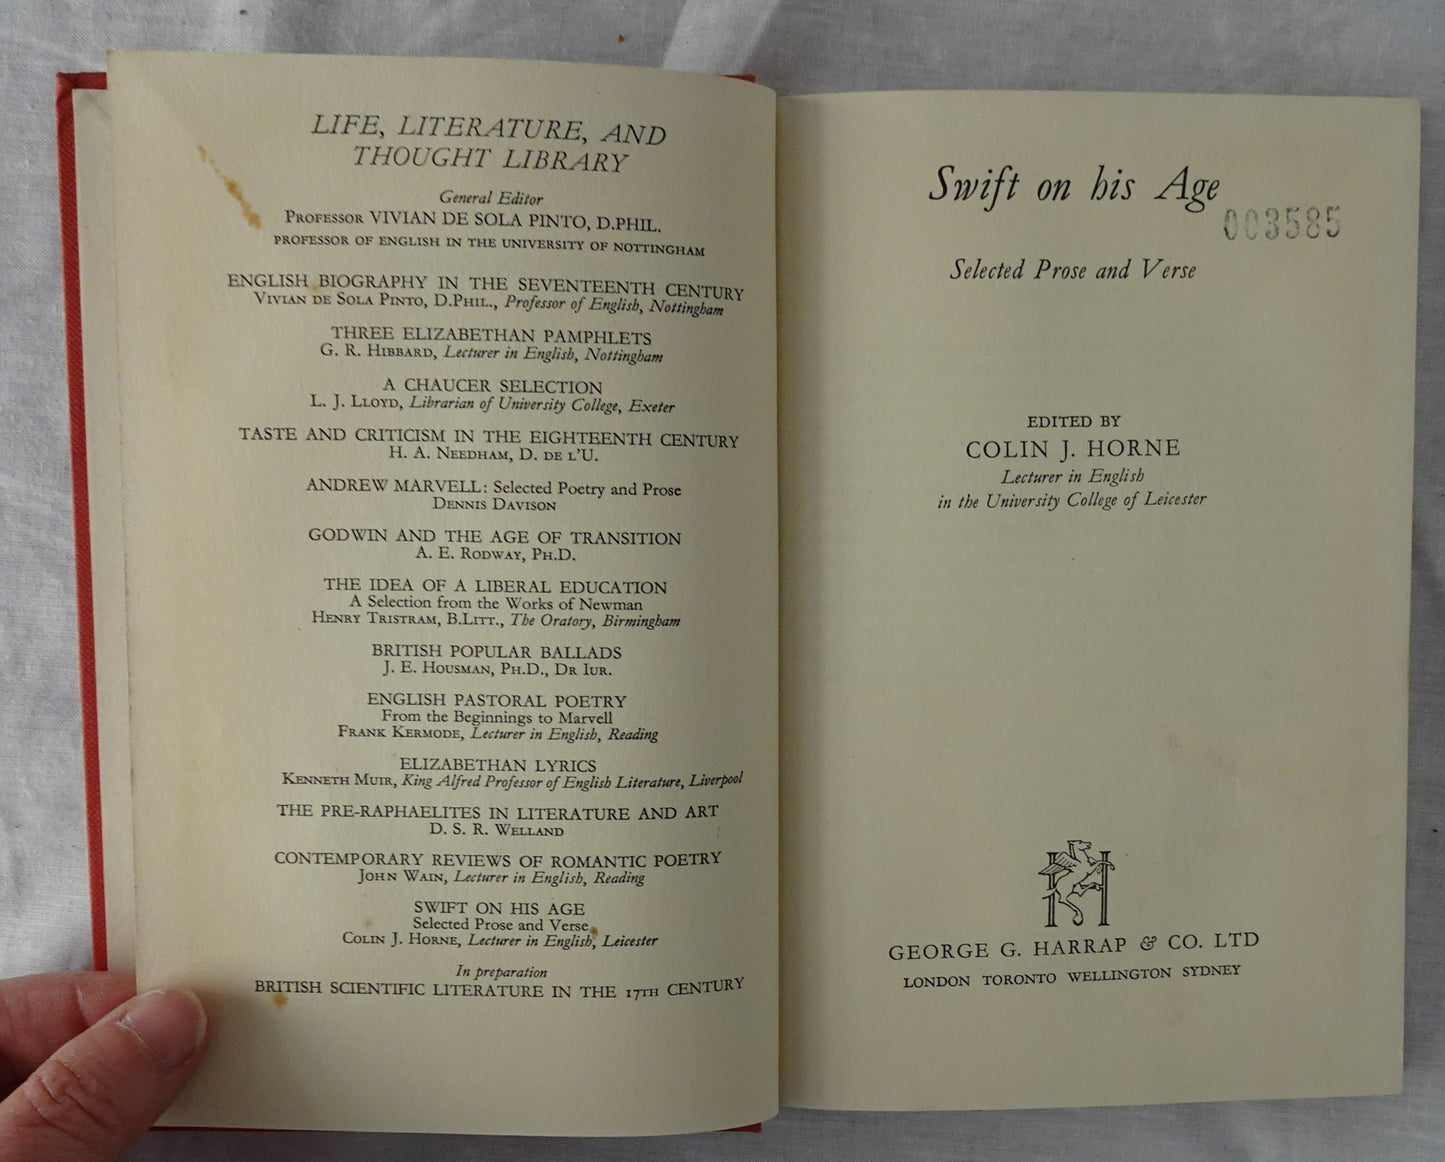 LIFE, LITERATURE, AND
THOUGHT LIBRARY
General Editor
PROFESSOR VIVIAN DE SOLA PINTO, D.PHIL.
PROFESSOR OF ENGLISH IN THE UNIVERSITY OF NOTTINGHAM
ENGLISH BIOGRAPHY IN THE SEVENTEENTH CENTURY
VIVIAN DE SOLA PINTO, D.PHIL., Professor of English, Nottingham
THREE ELIZABETHAN PAMPHLETS
G. R. HIBBARD, Lecturer in English, Nottingham
A CHAUCER SELECTION
L. J. LLOYD, Librarian of University College, Exeter
TASTE AND CRITICISM IN THE EIGHTEENTH CENTURY
H. A. NEEDHAM, D. DE L'U.
ANDREW MARVELL: Selected Poetry and Prose
DENNIS DAVISON
GODWIN AND THE AGE OF TRANSITION
A. E. RODWAY, PH.D.
THE IDEA OF A LIBERAL EDUCATION
A Selection from the Works of Newman
HENRY TRISTRAM, B.LITT., The Oratory, Birmingham
BRITISH POPULAR BALLADS
J. E. HOUSMAN, PH.D., DR IUR.
ENGLISH PASTORAL POETRY
From the Beginnings to Marvell
FRANK KERMODE, Lecturer in English, Reading
ELIZABETHAN LYRICS
KENNETH MUIR, King Alfred Professor of English Literature, Liverpool
THE PRE-RAPHAELITES IN LITERATURE AND ART
D. S. R. WELLAND
CONTEMPORARY REVIEWS OF ROMANTIC POETRY
JOHN WAIN, Lecturer in English, Reading
SWIFT ON HIS AGE
Selected Prose and Verse
COLIN J. HORNE, Lecturer in English, Leicester
In preparation
BRITISH SCIENTIFIC LITERATURE IN THE 17TH CENTURY
Swift on his Age
003585
Selected Prose and Verse
EDITED BY
COLIN J. HORNE
Lecturer in English
in the University College of Leicester
GEORGE G. HARRAP & CO. LTD
LONDON TORONTO WELLINGTON SYDNEY